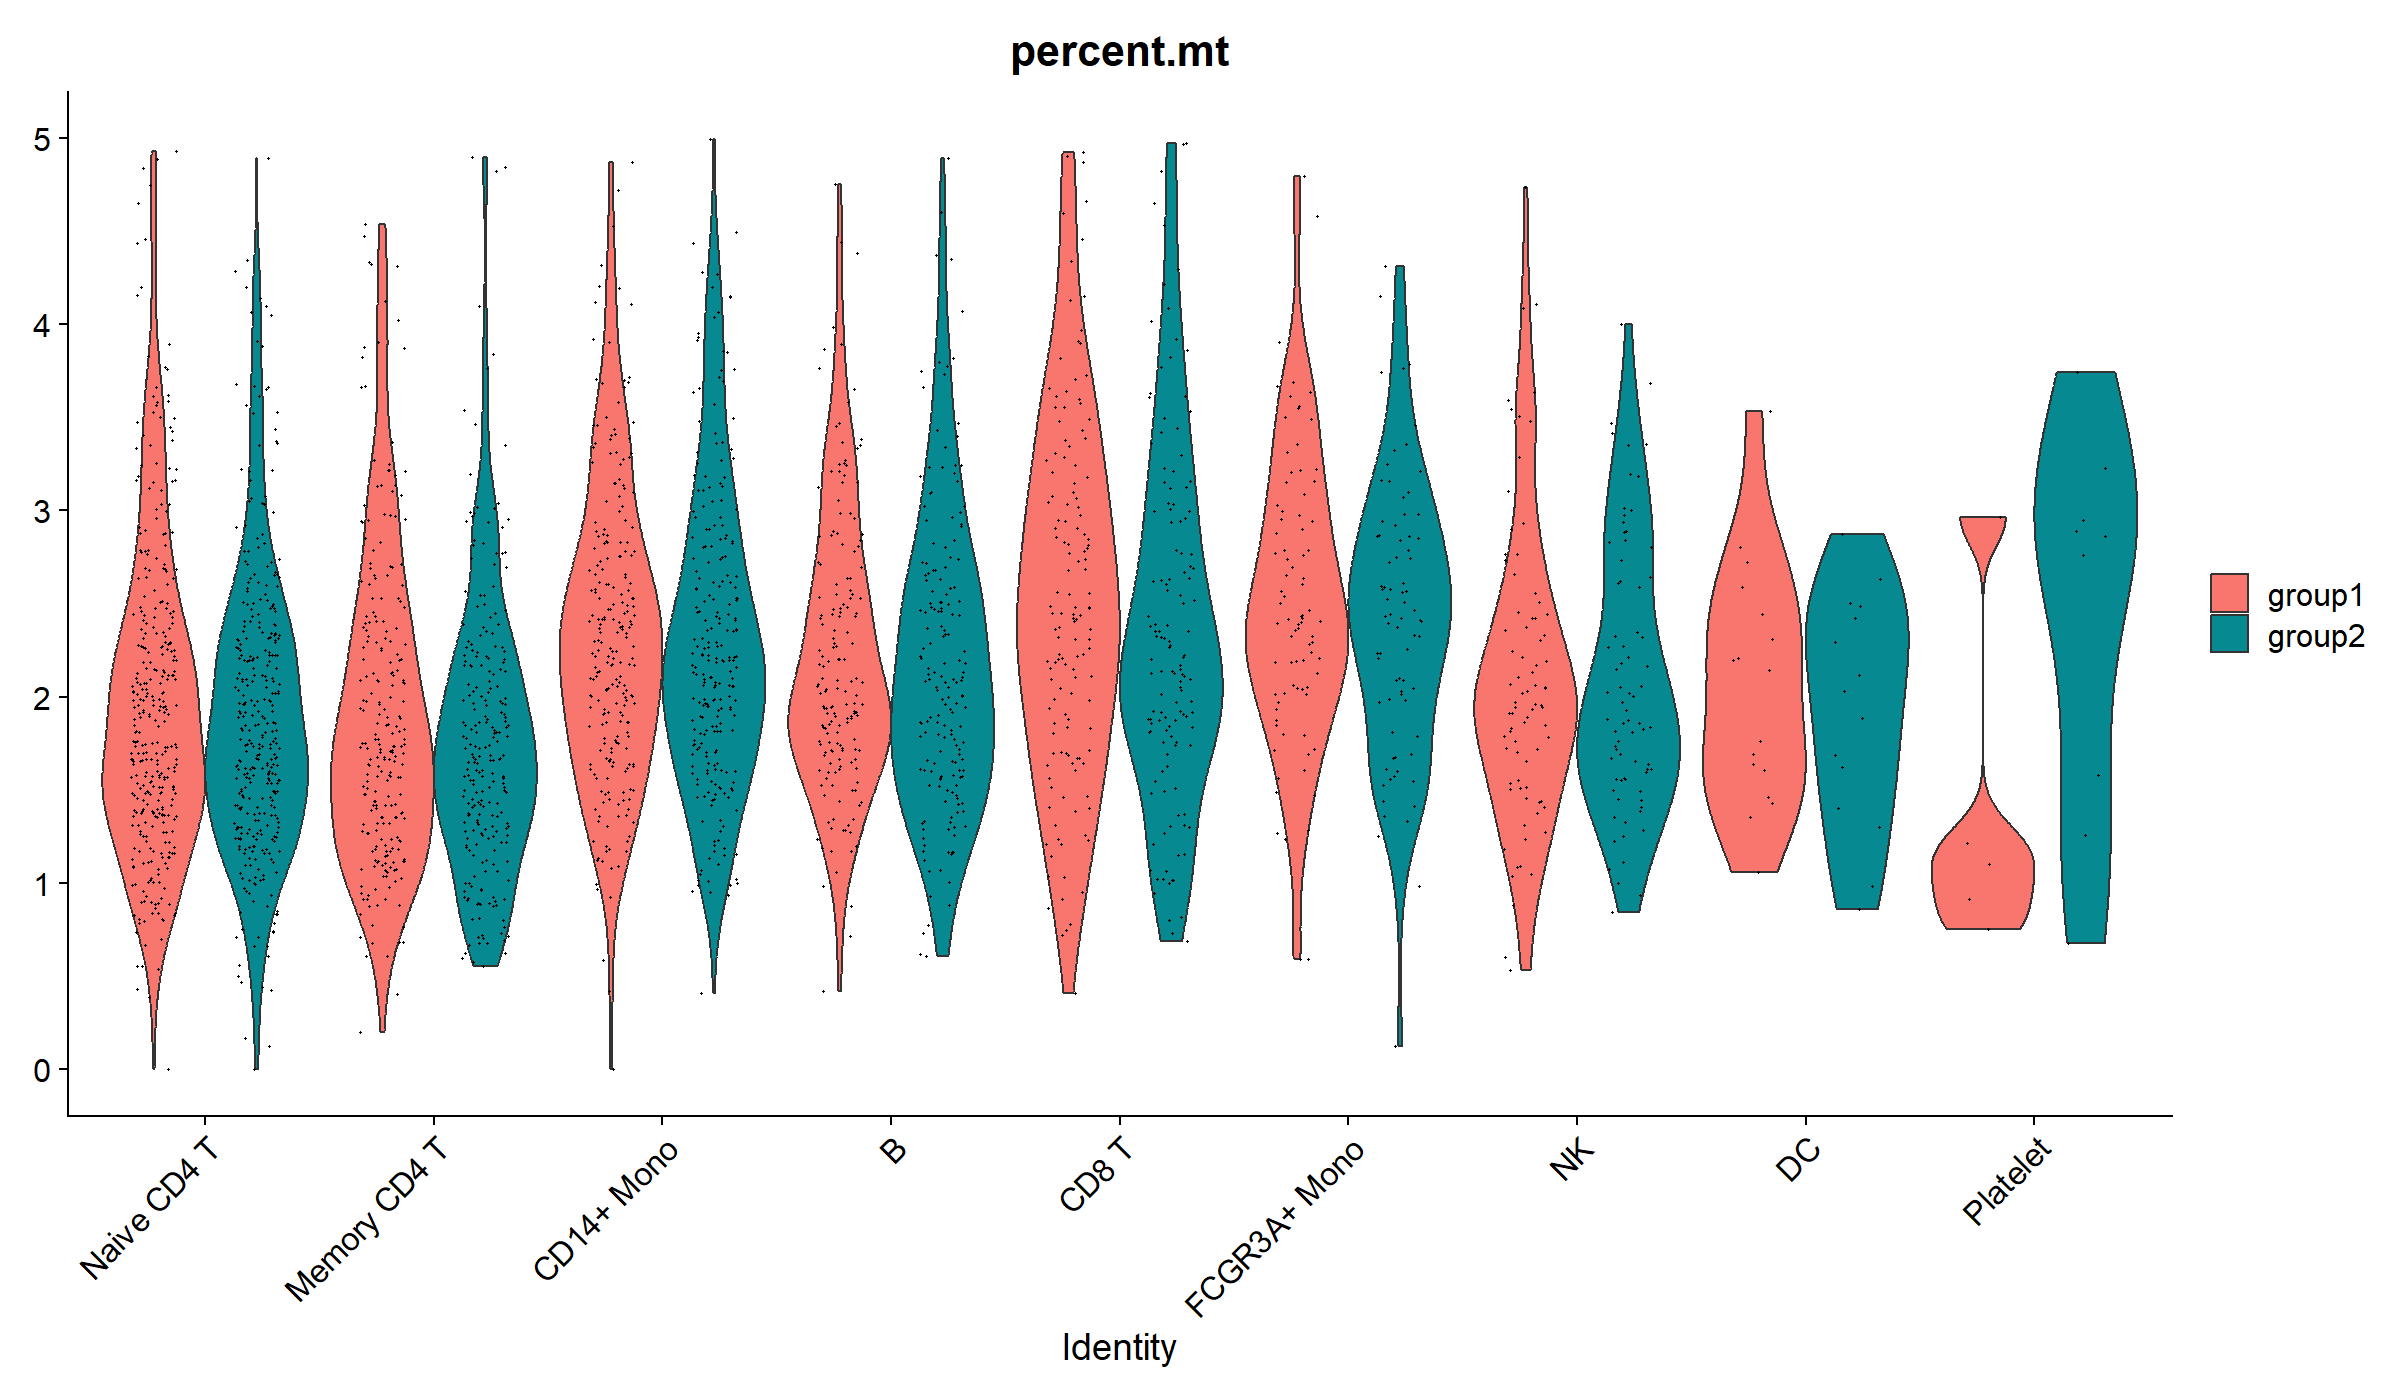 percent.mt
5
4
3
2
1
0
Naive CD4 T
Memory CD4 T
CD14+ Mono
B
CD8 T
FCGR3A+ Mono
NK
DC
Platelet
Identity
group1
group2